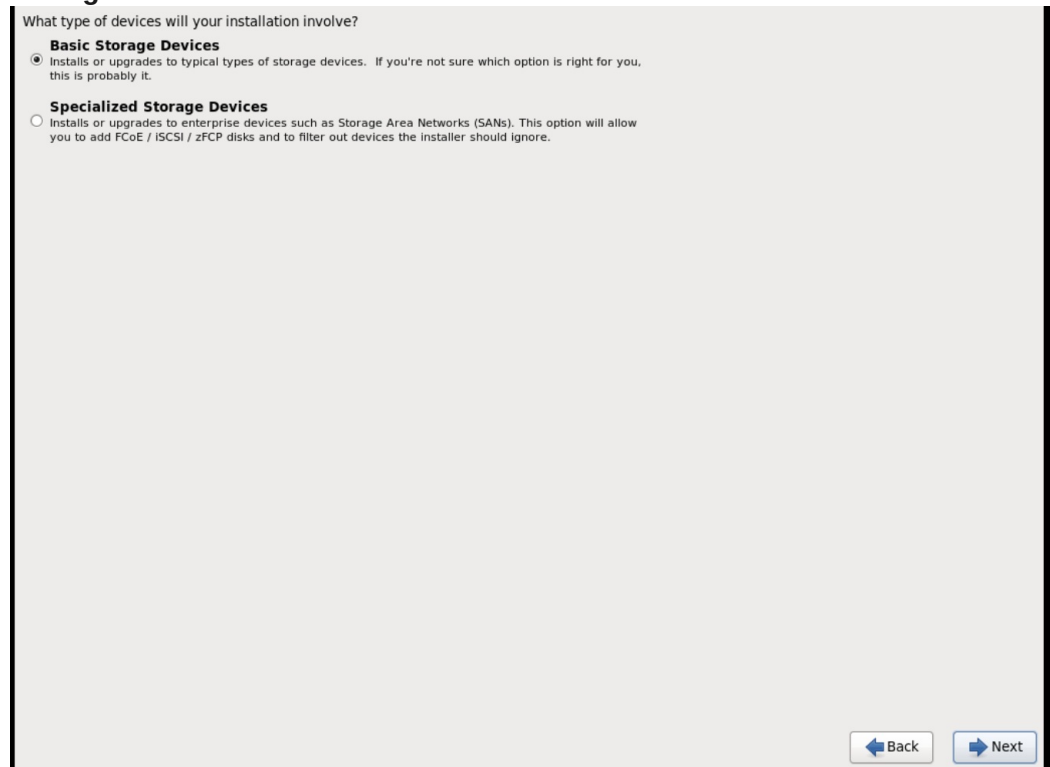 What type of devices will your installation involve?
Basic Storage Devices
Installs or upgrades to typical types of storage devices.  If you're not sure which option is right for you,
this is probably it.
Specialized Storage Devices
Installs or upgrades to enterprise devices such as Storage Area Networks (SANs). This option will allow
you to add FCoE / iSCSI / zFCP disks and to filter out devices the installer should ignore.
Back
Next